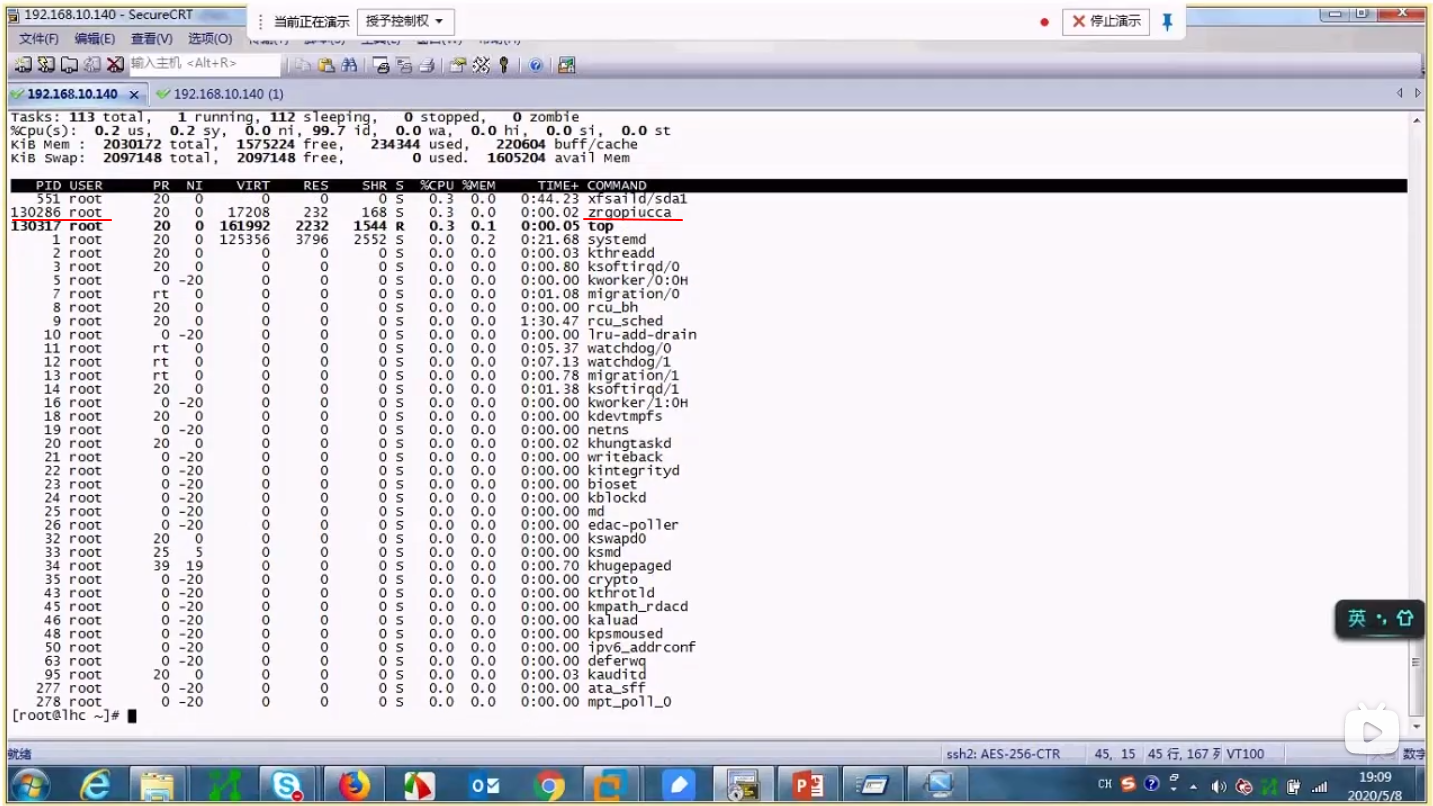 192.168.10.140 - SecureCRT
当前正在演示 授予控制权 停止演示
文件(F) 编辑(E) 查看(V) 选项(O)
输入主机 <Alt+R>
192.168.10.140 192.168.10.140 (1)
Tasks: 113 total, 1 running, 112 sleeping, 0 stopped, 0 zombie
%Cpu(s): 0.2 us, 0.2 sy, 0.0 ni, 99.7 id, 0.0 wa, 0.0 hi, 0.0 si, 0.0 st
KiB Mem : 2030172 total, 1575224 free, 234344 used, 220604 buff/cache
KiB Swap: 2097148 total, 2097148 free, 0 used. 1605204 avail Mem
PID USER PR NI VIRT RES SHR S %CPU %MEM TIME+ COMMAND
551 root 20 0 0 0 0 S 0.3 0.0 0:44.23 xfsaild/sda1
130286 root 20 0 17208 232 168 S 0.3 0.0 0:00.02 zrgopiucca
130317 root 20 0 161992 2232 1544 R 0.3 0.1 0:00.05 top
1 root 20 0 125356 3796 2552 S 0.0 0.2 0:21.68 systemd
2 root 20 0 0 0 0 S 0.0 0.0 0:00.03 kthreadd
3 root 20 0 0 0 0 S 0.0 0.0 0:00.80 ksoftirqd/0
5 root 0 -20 0 0 0 S 0.0 0.0 0:00.00 kworker/0:0H
7 root rt 0 0 0 0 S 0.0 0.0 0:01.08 migration/0
8 root 20 0 0 0 0 S 0.0 0.0 0:00.00 rcu_bh
9 root 20 0 0 0 0 S 0.0 0.0 1:30.47 rcu_sched
10 root 0 -20 0 0 0 S 0.0 0.0 0:00.00 lru-add-drain
11 root rt 0 0 0 0 S 0.0 0.0 0:05.37 watchdog/0
12 root rt 0 0 0 0 S 0.0 0.0 0:07.13 watchdog/1
13 root rt 0 0 0 0 S 0.0 0.0 0:00.78 migration/1
14 root 20 0 0 0 0 S 0.0 0.0 0:01.38 ksoftirqd/1
16 root 0 -20 0 0 0 S 0.0 0.0 0:00.00 kworker/1:0H
18 root 20 0 0 0 0 S 0.0 0.0 0:00.00 kdevtmpfs
19 root 0 -20 0 0 0 S 0.0 0.0 0:00.00 netns
20 root 20 0 0 0 0 S 0.0 0.0 0:00.02 khungtaskd
21 root 0 -20 0 0 0 S 0.0 0.0 0:00.00 writeback
22 root 0 -20 0 0 0 S 0.0 0.0 0:00.00 kintegrityd
23 root 0 -20 0 0 0 S 0.0 0.0 0:00.00 bioset
24 root 0 -20 0 0 0 S 0.0 0.0 0:00.00 kblockd
25 root 0 -20 0 0 0 S 0.0 0.0 0:00.00 md
26 root 0 -20 0 0 0 S 0.0 0.0 0:00.00 edac-poller
32 root 20 0 0 0 0 S 0.0 0.0 0:00.00 kswapd0
33 root 25 5 0 0 0 S 0.0 0.0 0:00.00 ksmd
34 root 39 19 0 0 0 S 0.0 0.0 0:00.70 khugepaged
35 root 0 -20 0 0 0 S 0.0 0.0 0:00.00 crypto
43 root 0 -20 0 0 0 S 0.0 0.0 0:00.00 kthrotld
45 root 0 -20 0 0 0 S 0.0 0.0 0:00.00 kmpath_rdacd
46 root 0 -20 0 0 0 S 0.0 0.0 0:00.00 kaluad
48 root 0 -20 0 0 0 S 0.0 0.0 0:00.00 kpsmoused
50 root 0 -20 0 0 0 S 0.0 0.0 0:00.00 ipv6_addrconf
63 root 0 -20 0 0 0 S 0.0 0.0 0:00.00 deferwq
95 root 20 0 0 0 0 S 0.0 0.0 0:00.03 kauditd
277 root 0 -20 0 0 0 S 0.0 0.0 0:00.00 ata_sff
278 root 0 -20 0 0 0 S 0.0 0.0 0:00.00 mpt_poll_0
[root@lhc ~]#
英
就绪 ssh2: AES-256-CTR 45, 15 45 行, 167 列 VT100 数字
CH 19:09
2020/5/8